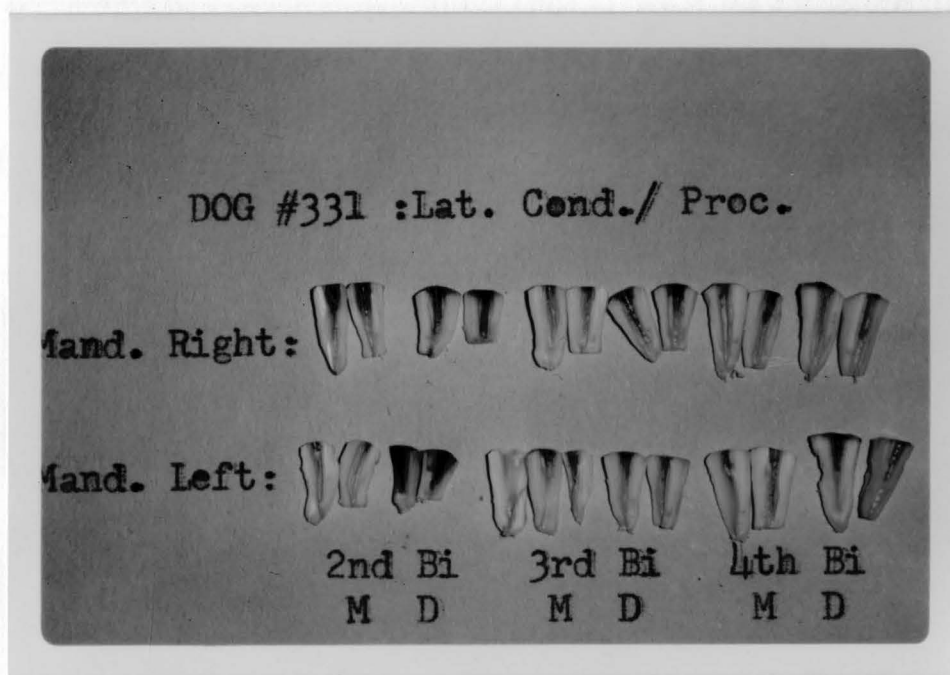 DOG #331 :Lat. Cond./ Proc.
Mand. Right:
Mand. Left:
2nd Bi 3rd Bi 4th Bi
M D M D M D